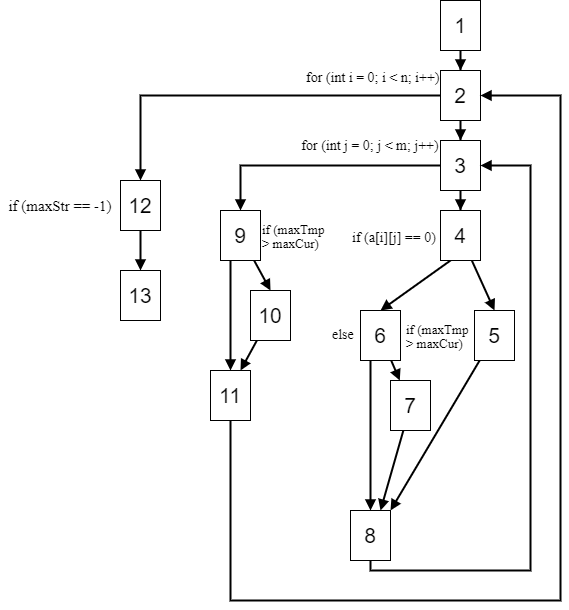 1
for (int i = 0; i < n; i++)
2
for (int j = 0; j < m; j++)
3
if (maxStr == -1)
12
9
if (maxTmp
> maxCur)
if (a[i][j] == 0)
4
13
10
else
6
if (maxTmp
> maxCur)
5
11
7
8